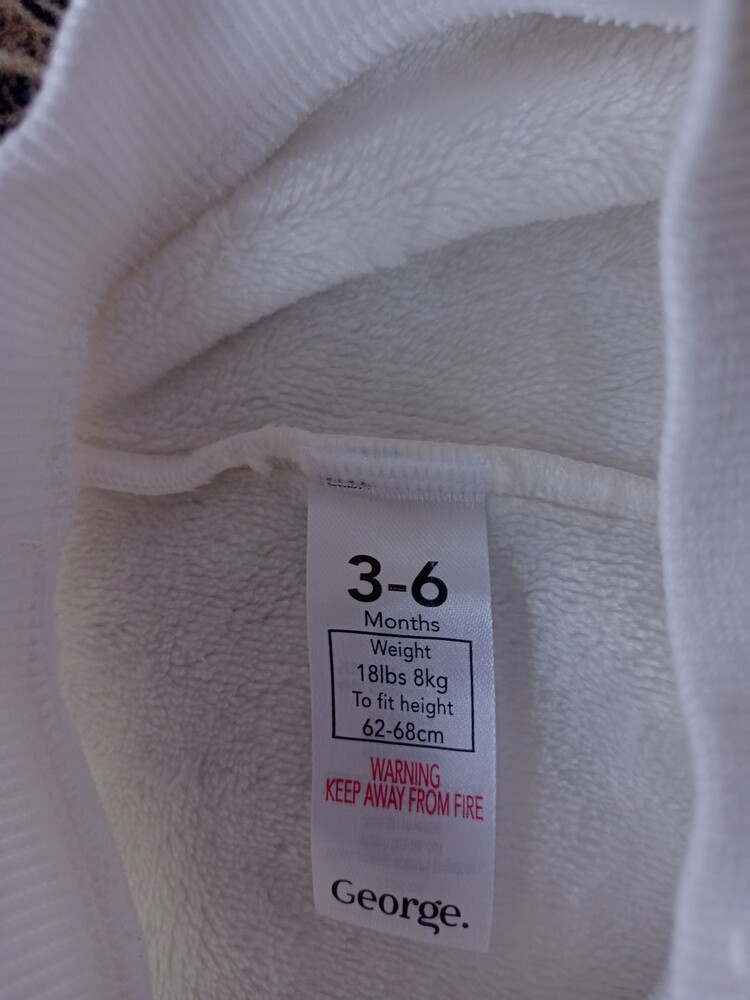 3-6
Months
Weight
18lbs 8kg
To fit height
62-68cm
WARNING
KEEP AWAY FROM FIRE
George.